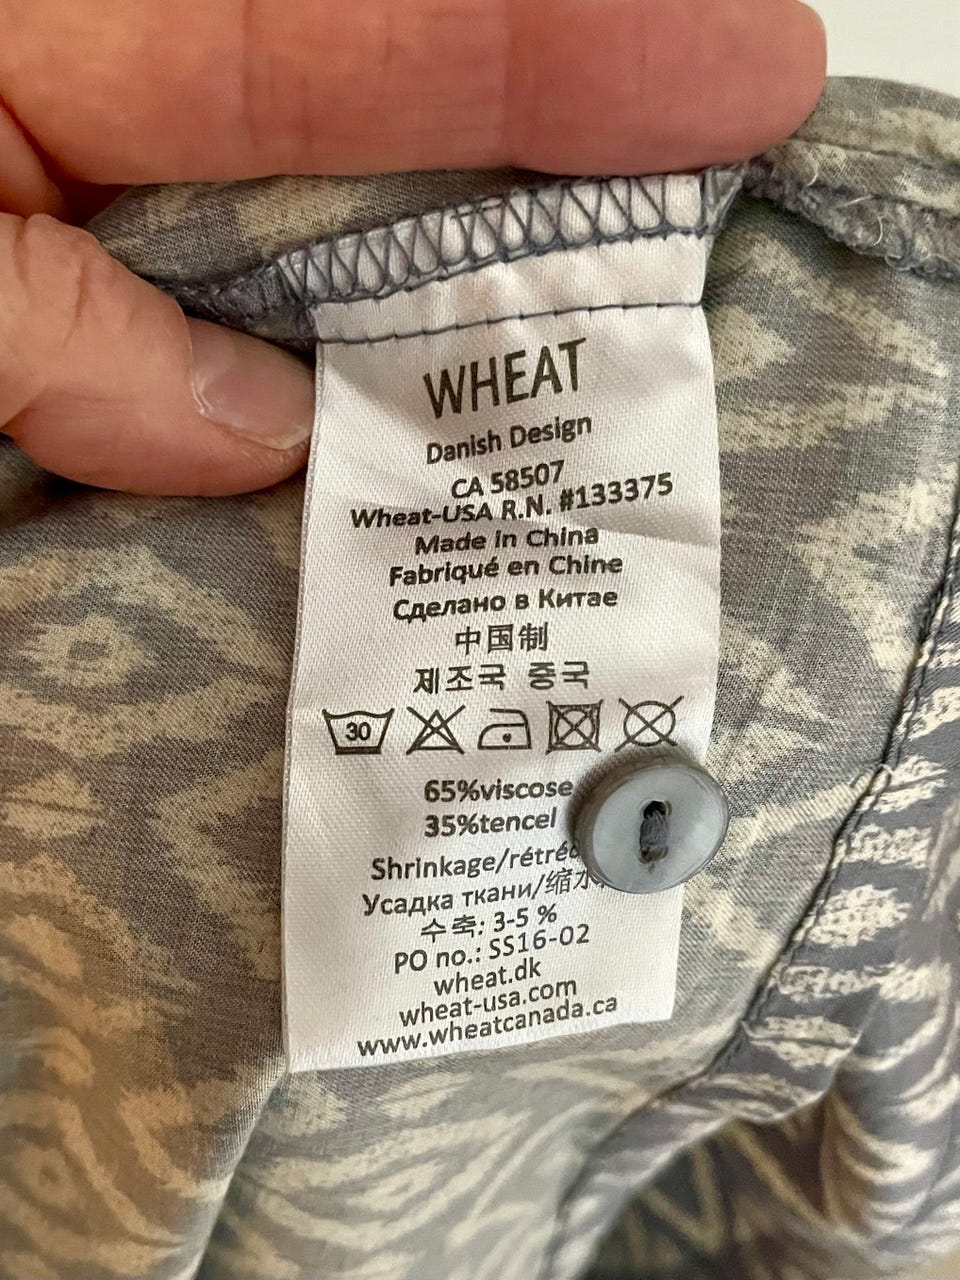 WHEAT
Danish Design
CA 58507
Wheat-USA R.N. #133375
Made in China
Fabriqué en Chine
Сделано в Китае
中国制
제조국 중국
30
65%viscose
35%tencel
Shrinkage/
Усадка ткани/缩水
수축: 3-5 %
PO no.: SS16-02
wheat.dk
wheat-usa.com
www.wheatcanada.ca